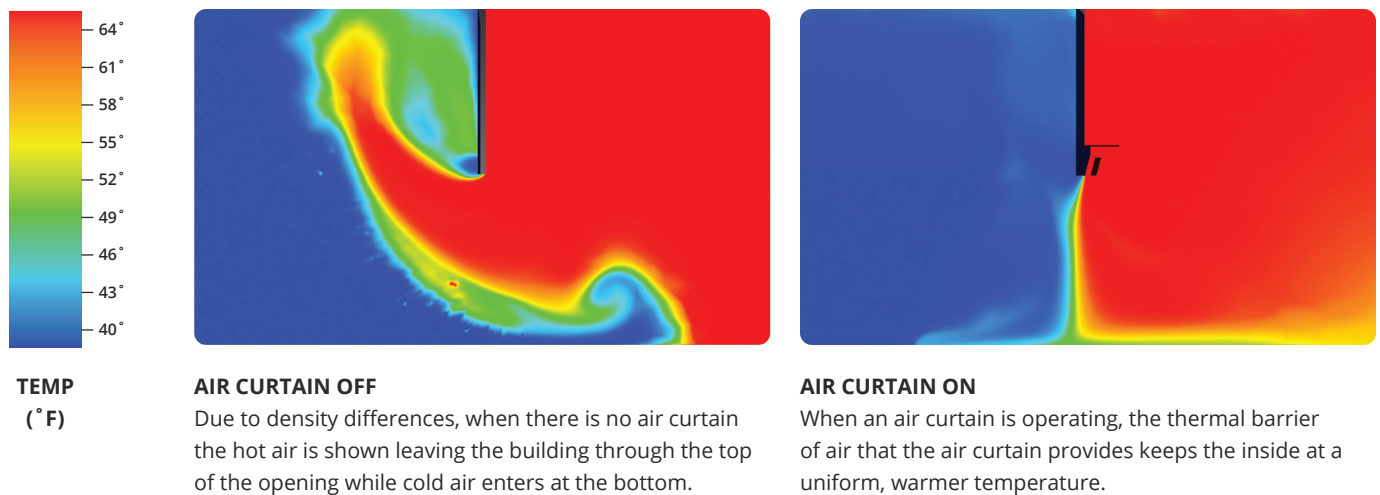 64˚
61˚
58˚
55˚
52˚
49˚
46˚
43˚
40˚
TEMP
(˚F)
AIR CURTAIN OFF
Due to density differences, when there is no air curtain
the hot air is shown leaving the building through the top
of the opening while cold air enters at the bottom.
AIR CURTAIN ON
When an air curtain is operating, the thermal barrier
of air that the air curtain provides keeps the inside at a
uniform, warmer temperature.